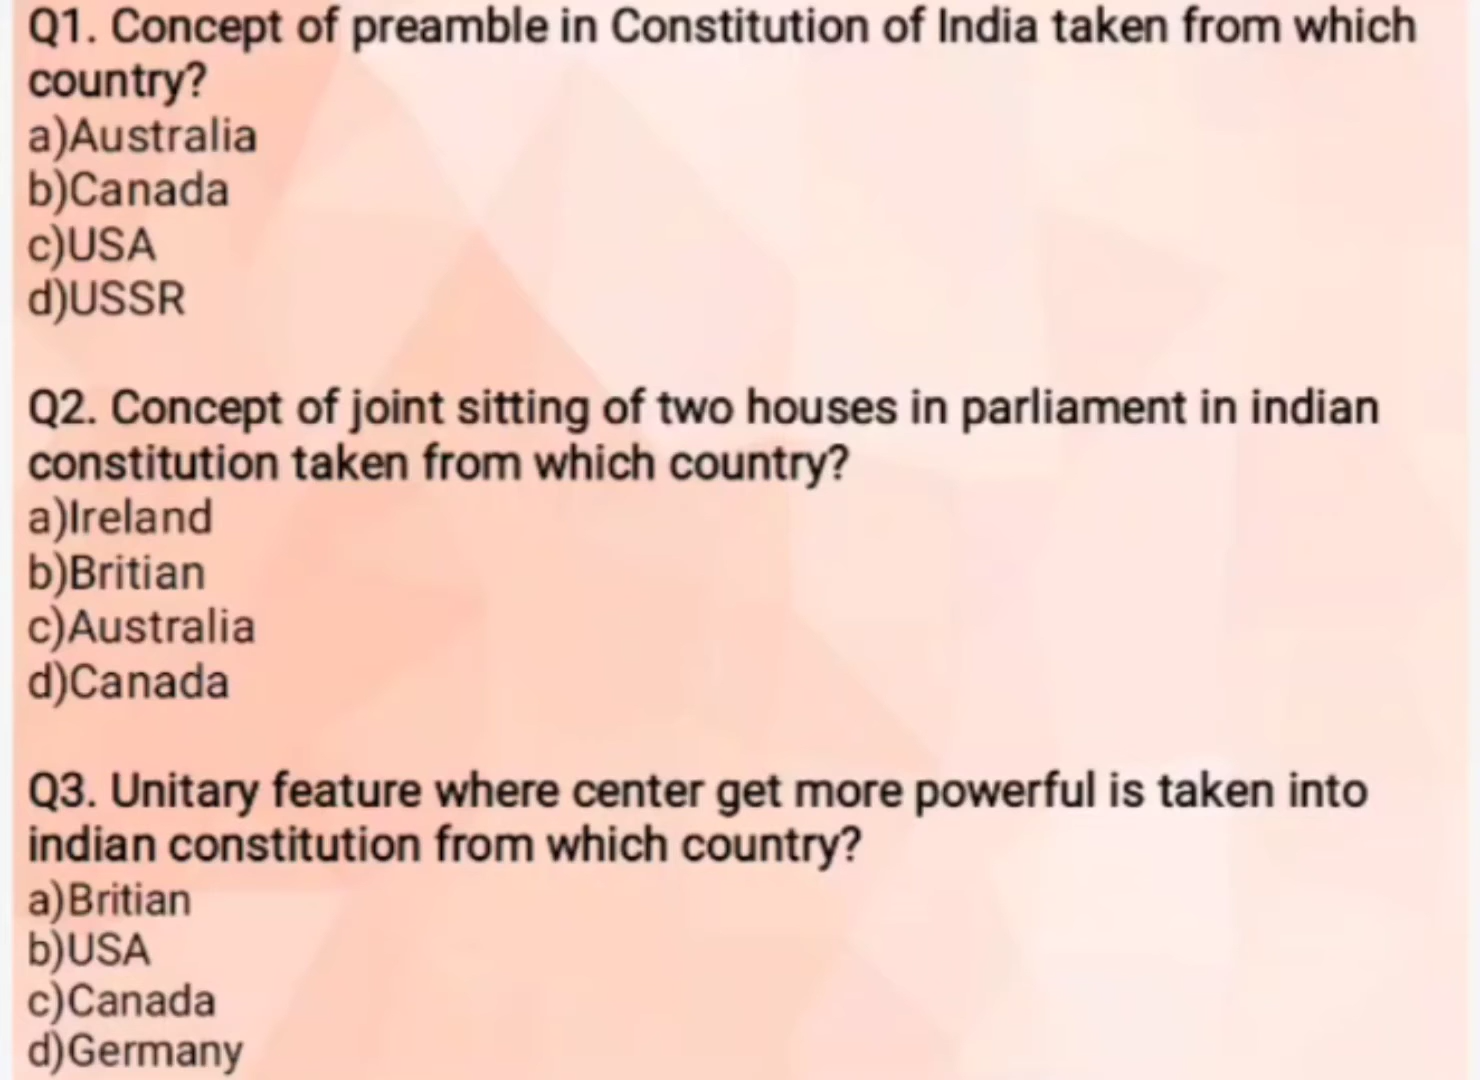 Q1. Concept of preamble in Constitution of India taken from which
country?
a)Australia
b)Canada
c)USA
d)USSR
Q2. Concept of joint sitting of two houses in parliament in indian
constitution taken from which country?
a)Ireland
b)Britian
c)Australia
d)Canada
Q3. Unitary feature where center get more powerful is taken into
indian constitution from which country?
a)Britian
b)USA
c)Canada
d)Germany